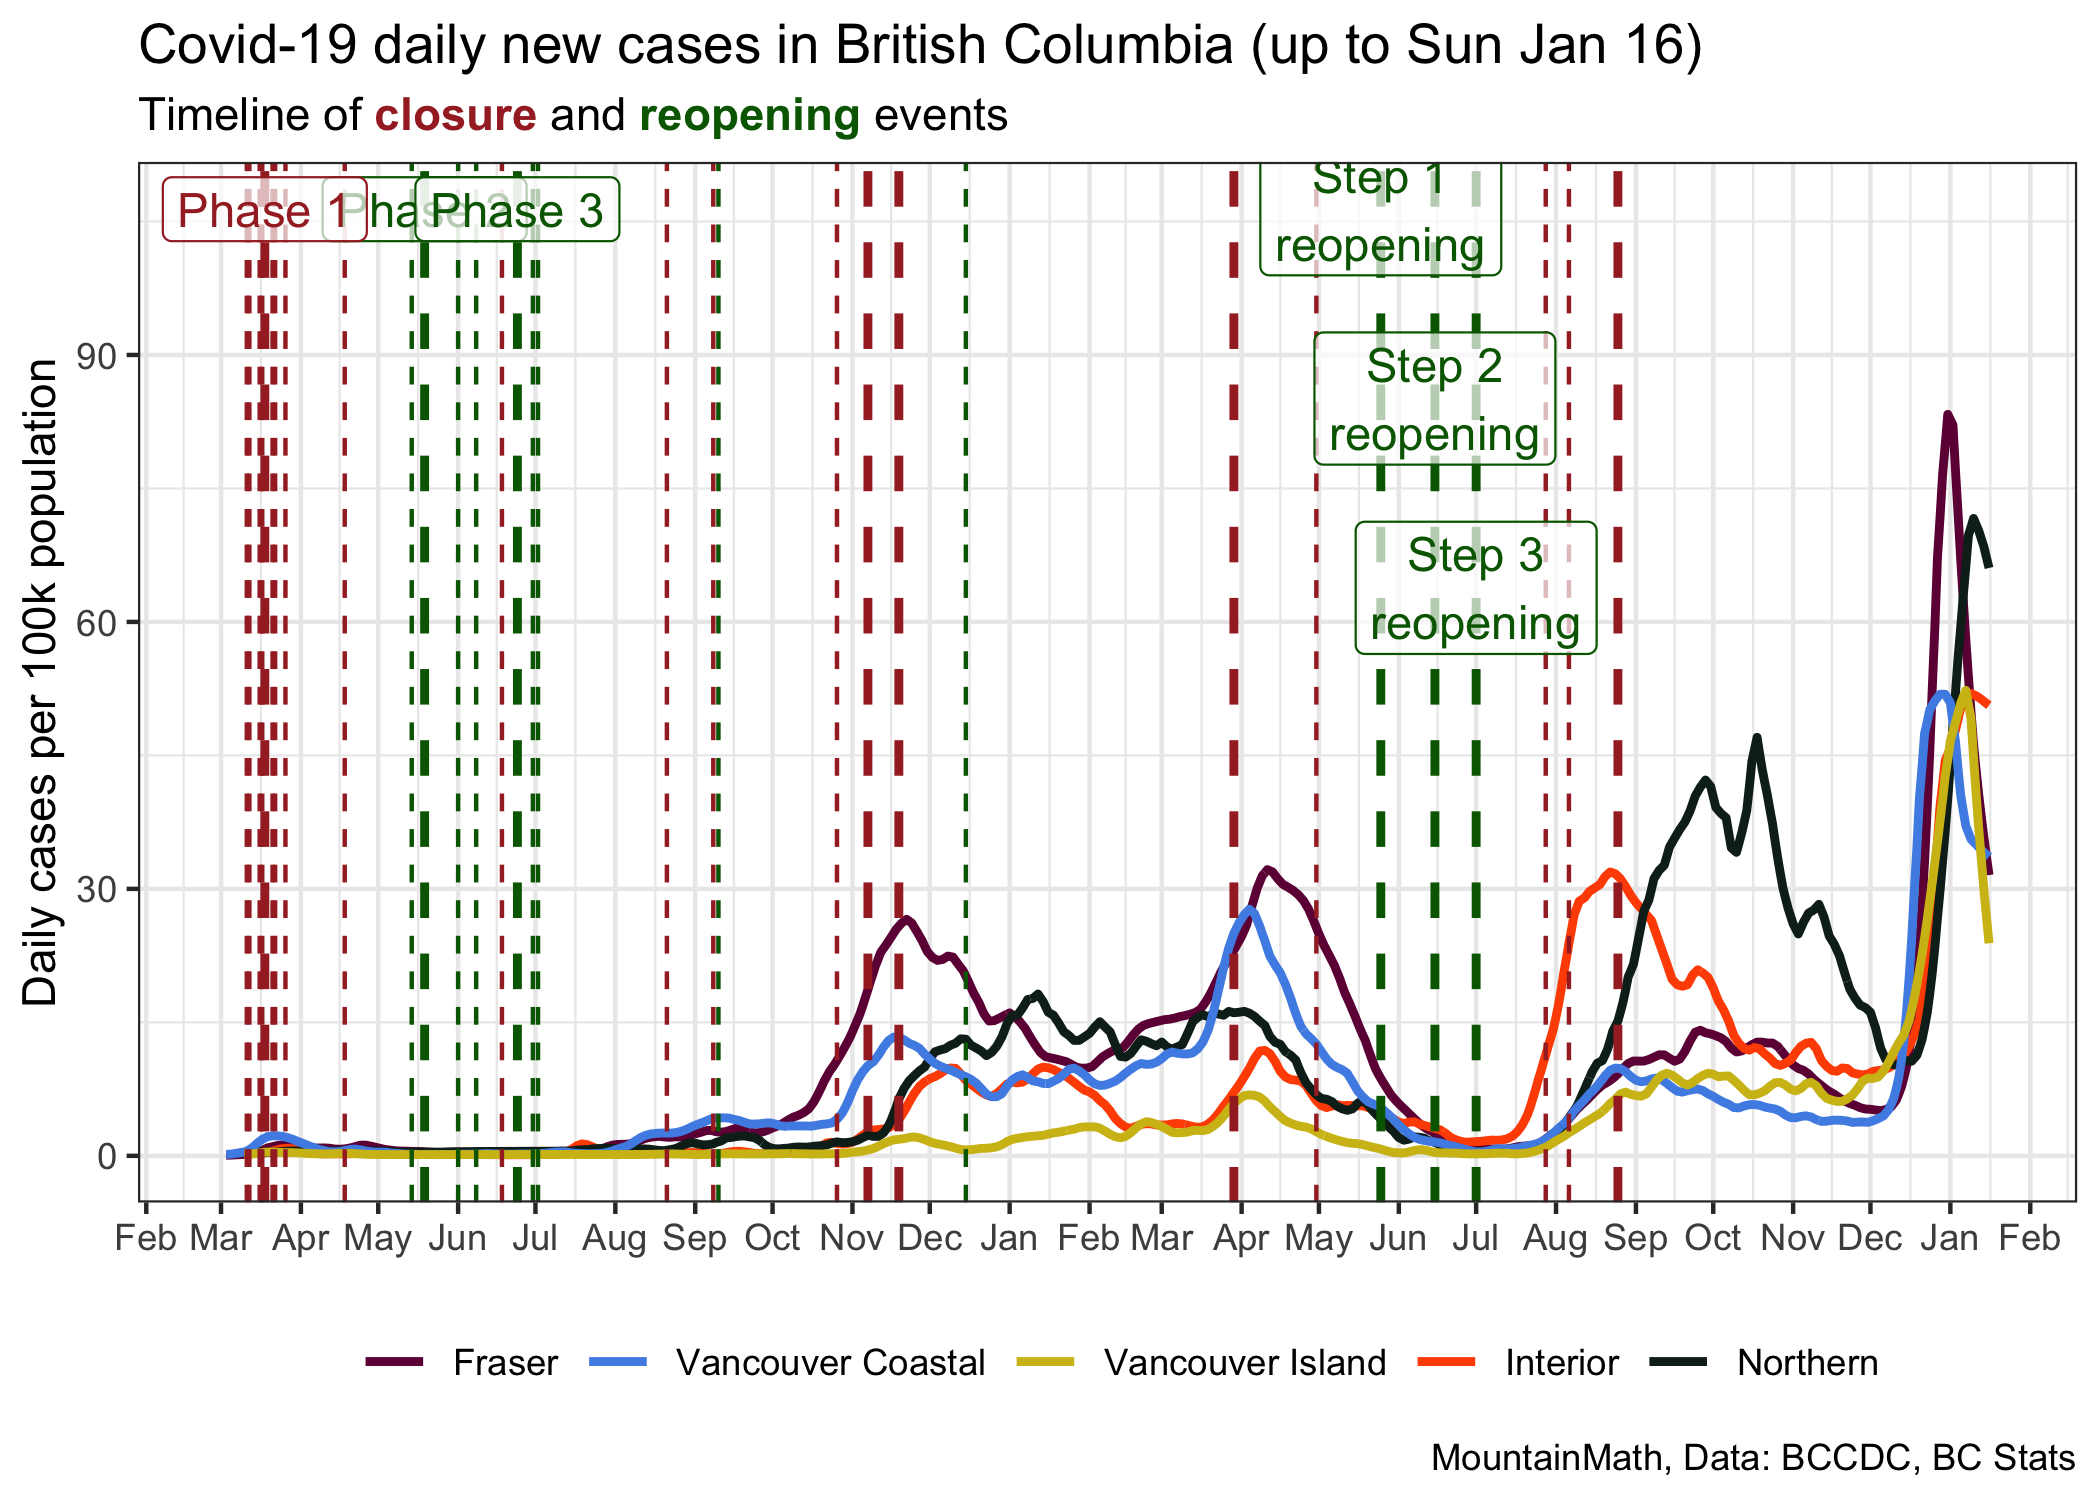 Covid-19 daily new cases in British Columbia (up to Sun Jan 16)
Timeline of closure and reopening events
Phase 1
Pha
Phase 3
Step 1
reopening
Step 2
reopening
Step 3
reopening
Daily cases per 100k population
90
60
30
0
Feb Mar Apr May Jun Jul Aug Sep Oct Nov Dec Jan Feb Mar Apr May Jun Jul Aug Sep Oct Nov Dec Jan Feb
Fraser Vancouver Coastal Vancouver Island Interior Northern
MountainMath, Data: BCCDC, BC Stats